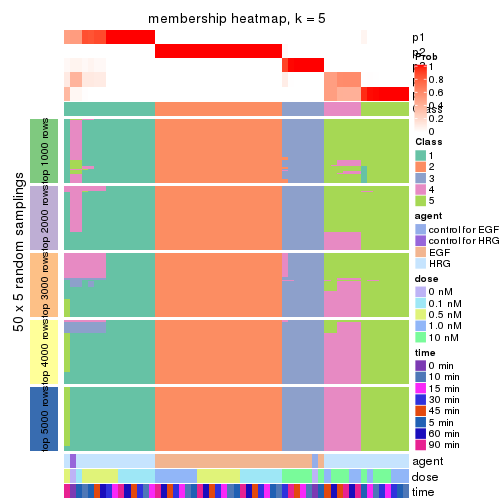 membership heatmap, k = 5
p1
p2
Prob
1
0.8
0.6
0.4
0.2
0
Class
1
2
3
4
5
agent
control for EGF
control for HRG
EGF
HRG
dose
0 nM
0.1 nM
0.5 nM
1.0 nM
10 nM
time
0 min
10 min
15 min
30 min
45 min
5 min
60 min
90 min
50 x 5 random samplings
top 1000 rows
top 2000 rows
top 3000 rows
top 4000 rows
top 5000 rows
agent
dose
time